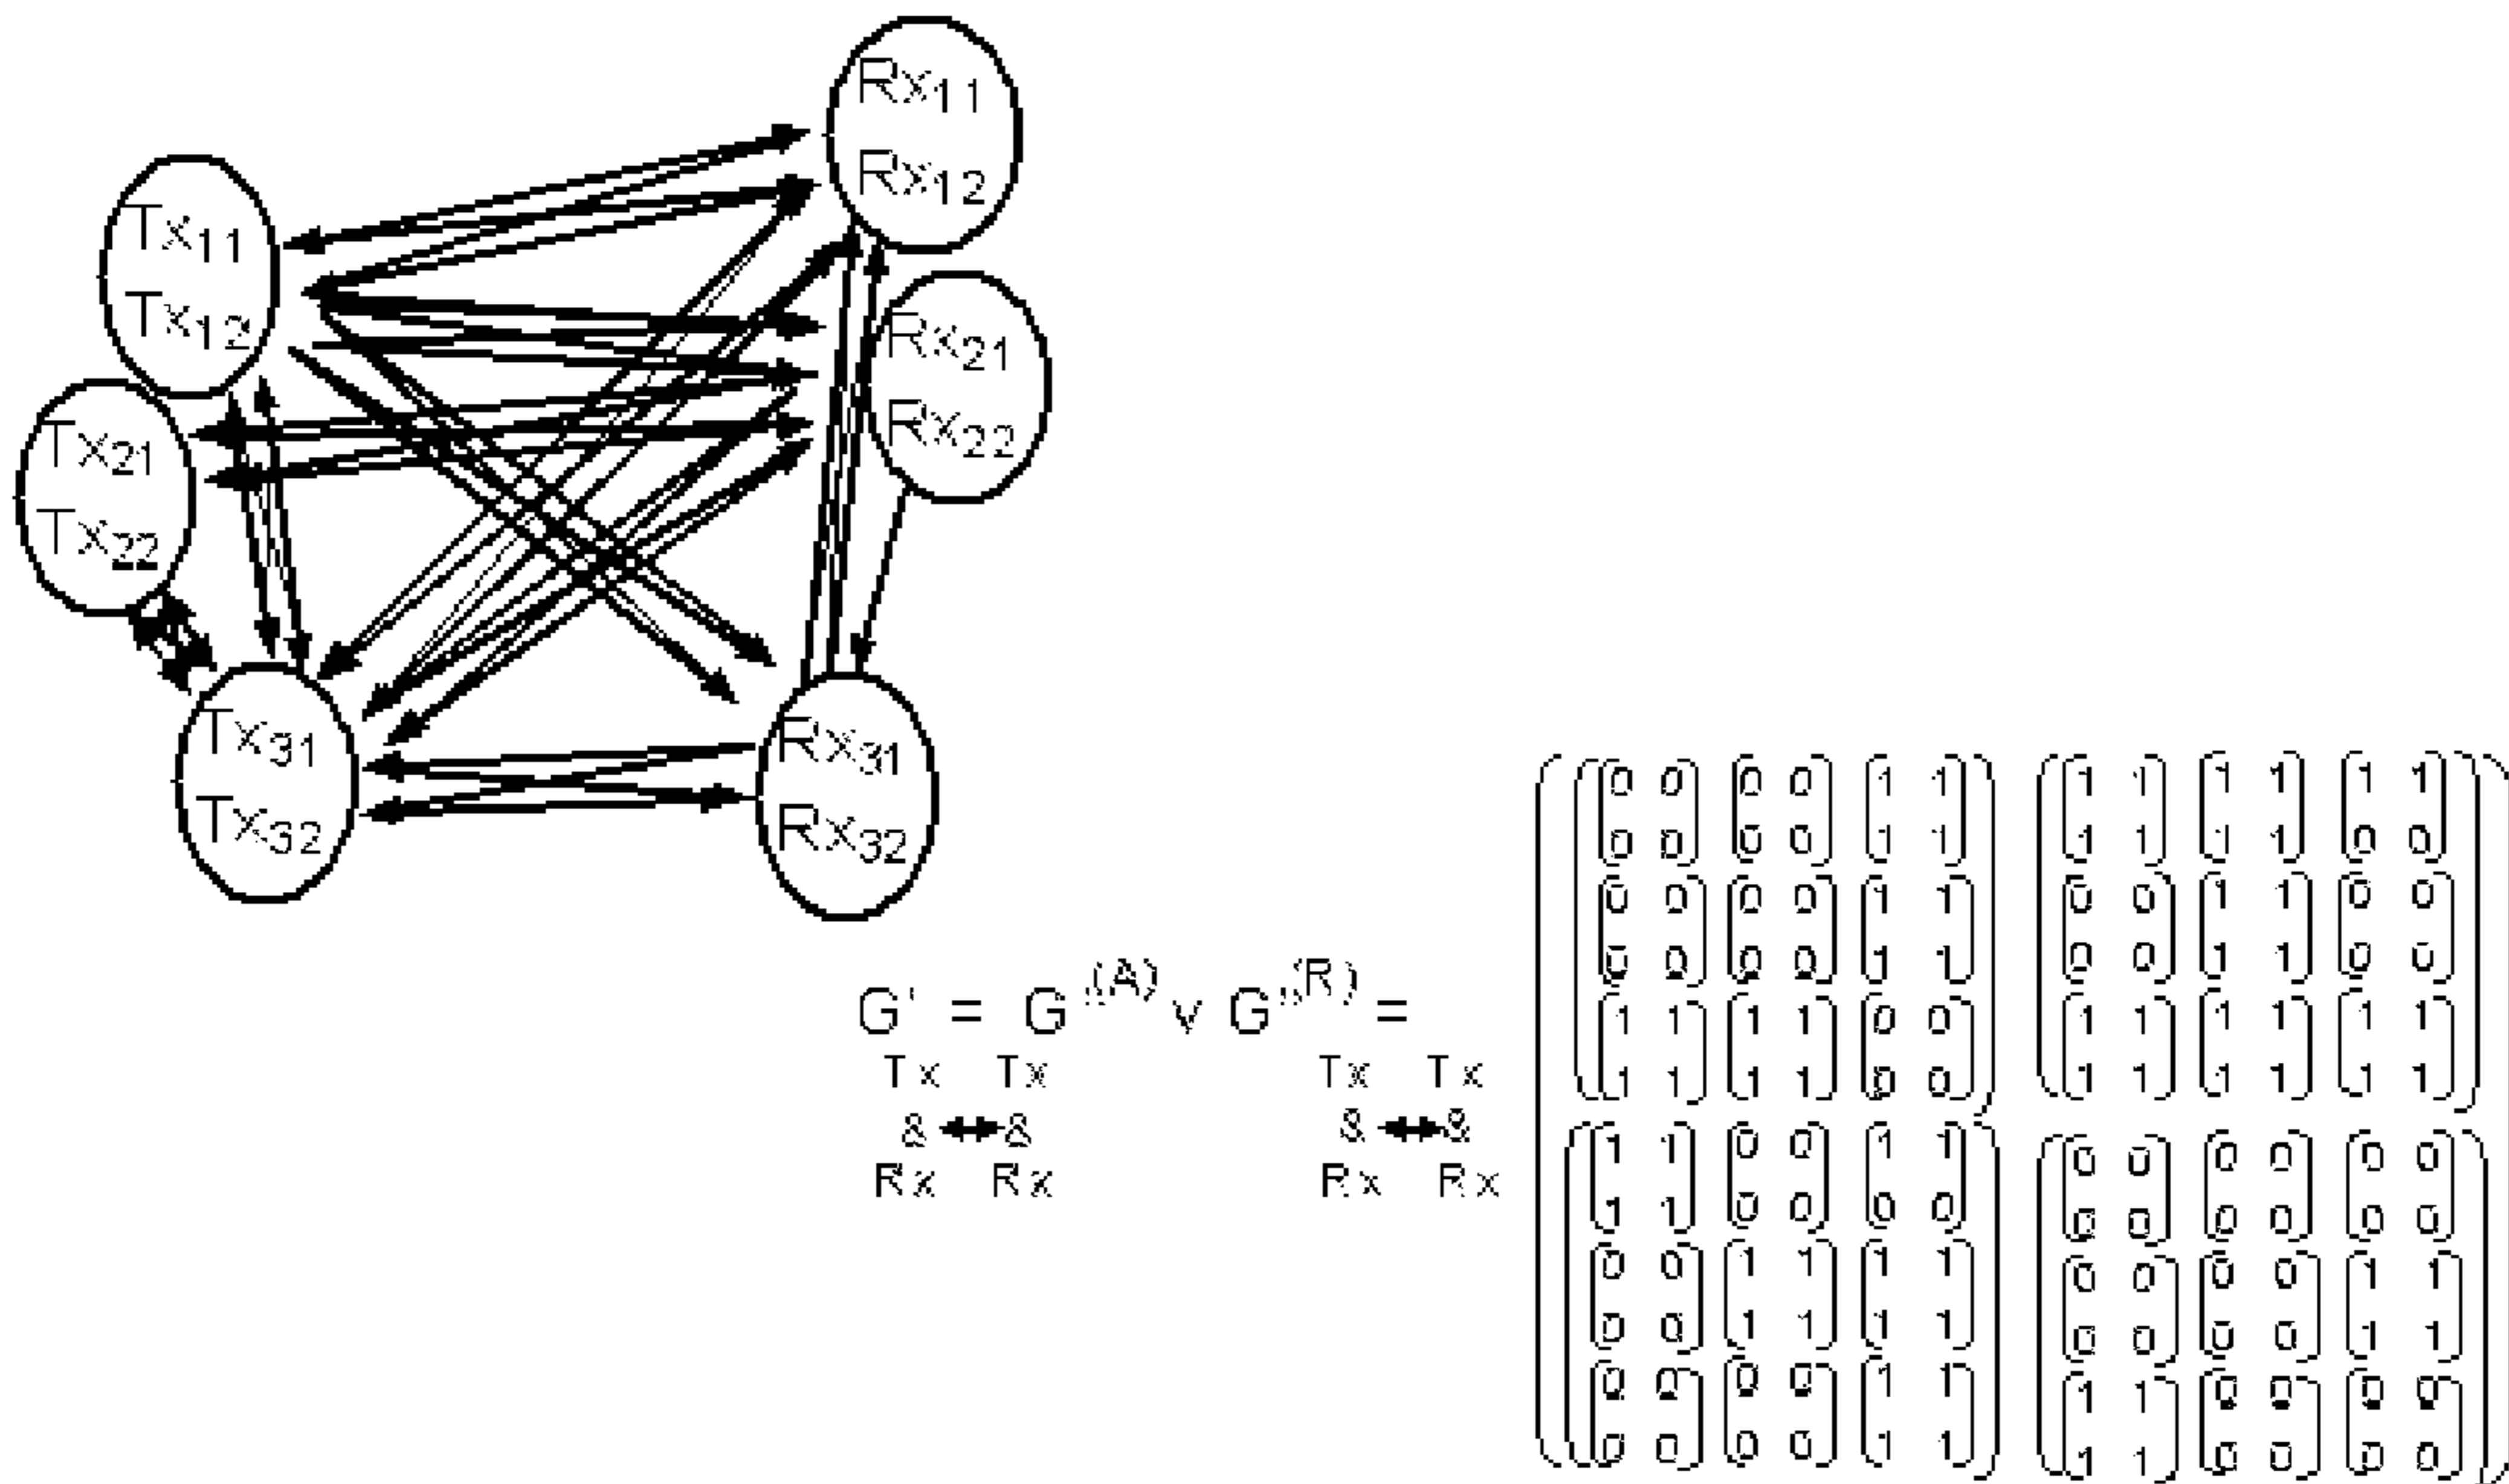 Rx11
Rx12
Tx11
Tx12
Rx21
Rx22
Tx21
Tx22
Tx31
Tx32
Rx31
Rx32
G' = G''(A) v G''(R) =
Tx Tx Tx Tx
& & & &
Rx Rx Rx Rx
0 0 0 0 1 1 1 1 1 1 1 1
0 0 0 0 1 1 1 1 1 1 0 0
0 0 0 0 1 1 0 0 1 1 0 0
0 0 0 0 1 1 0 0 1 1 0 0
1 1 1 1 0 0 1 1 1 1 1 1
1 1 1 1 0 0 1 1 1 1 1 1
1 1 0 0 1 1 0 0 0 0 0 0
1 1 0 0 0 0 0 0 0 0 0 0
0 0 1 1 1 1 0 0 0 0 1 1
0 0 1 1 1 1 0 0 0 0 1 1
0 0 0 0 1 1 1 1 0 0 0 0
0 0 0 0 1 1 1 1 0 0 0 0